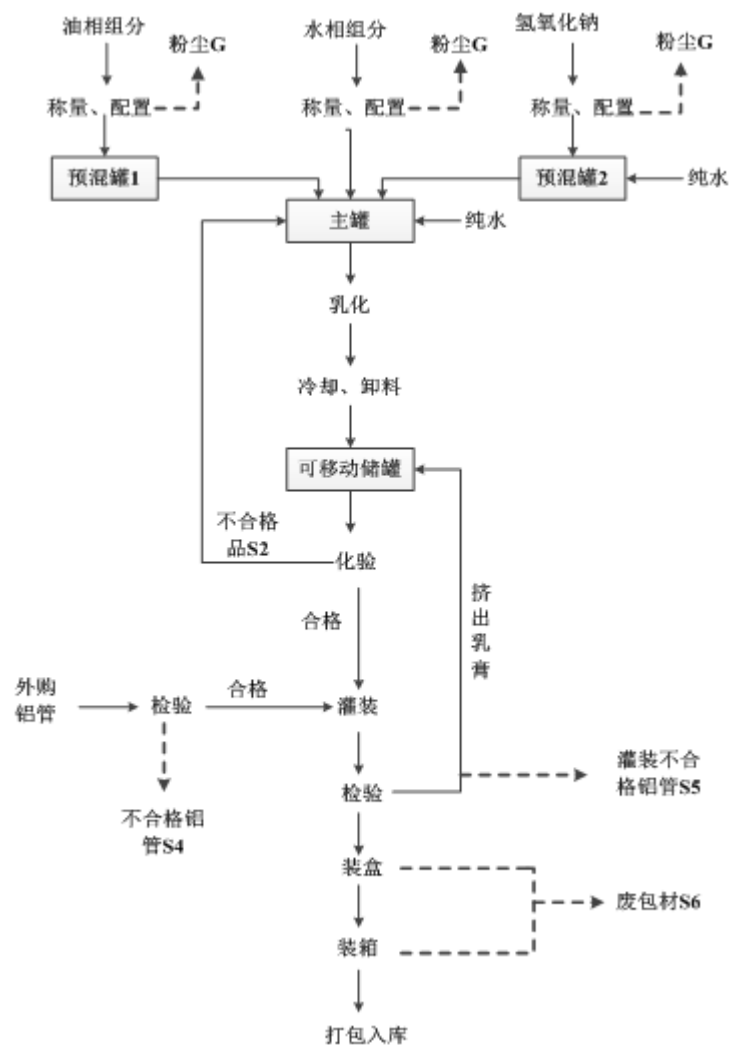 油相组分
粉尘G
水相组分
粉尘G
氢氧化钠
粉尘G
称量、配置
称量、配置
称量、配置
预混罐1
预混罐2
纯水
主罐
纯水
乳化
冷却、卸料
可移动储罐
不合格
品S2
化验
挤
出
乳
膏
合格
外购
铝管
检验
合格
灌装
灌装不合
格铝管S5
检验
不合格铝
管S4
装盒
废包材S6
装箱
打包入库